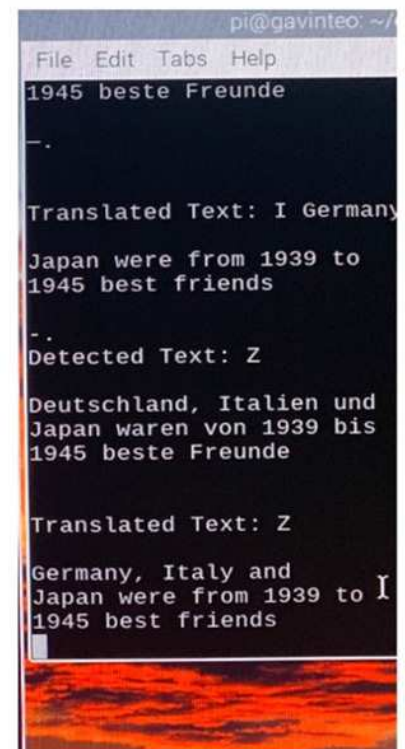 pi@gavinteo: ~/
File Edit Tabs Help
1945 beste Freunde
—.
Translated Text: I Germany
Japan were from 1939 to
1945 best friends
-.
Detected Text: Z
Deutschland, Italien und
Japan waren von 1939 bis
1945 beste Freunde
Translated Text: Z
Germany, Italy and
Japan were from 1939 to
1945 best friends